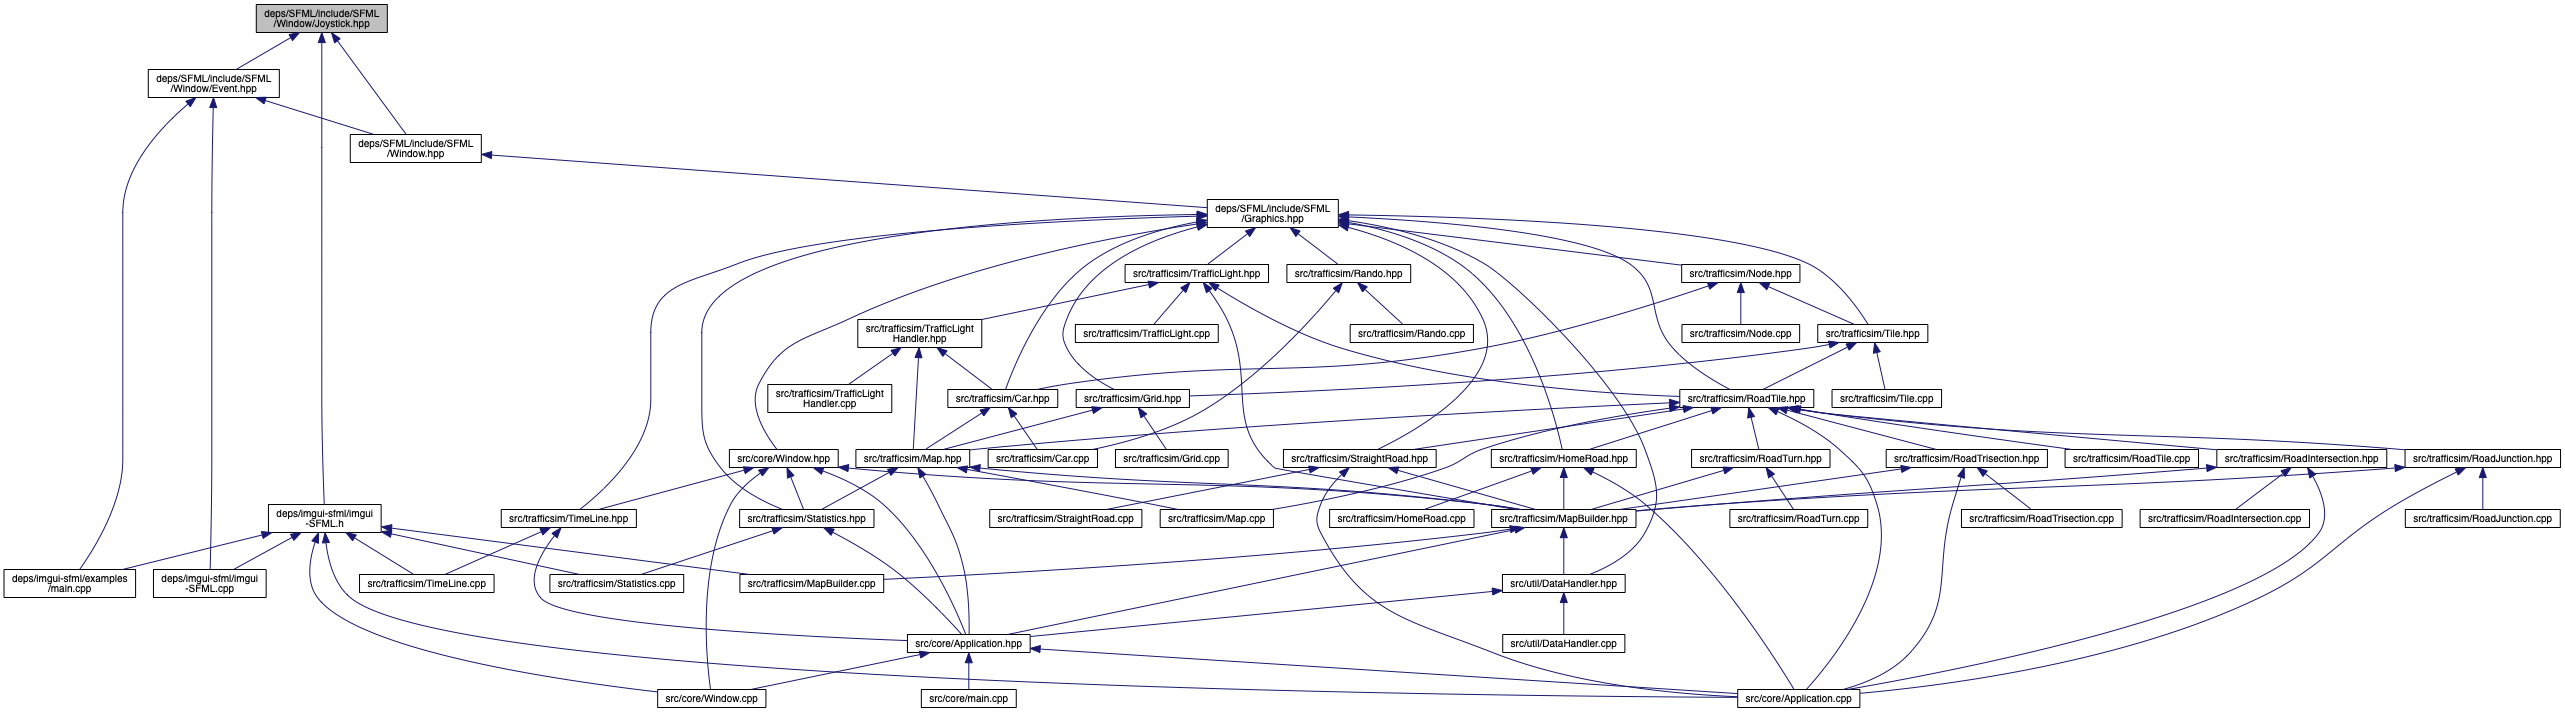 deps/SFML/include/SFML
/Window/Joystick.hpp
deps/SFML/include/SFML
/Window/Event.hpp
deps/SFML/include/SFML
/Window.hpp
deps/SFML/include/SFML
/Graphics.hpp
src/trafficsim/TrafficLight.hpp
src/trafficsim/Rando.hpp
src/trafficsim/Node.hpp
src/trafficsim/TrafficLight
Handler.hpp
src/trafficsim/TrafficLight.cpp
src/trafficsim/Rando.cpp
src/trafficsim/Node.cpp
src/trafficsim/Tile.hpp
src/trafficsim/TrafficLight
Handler.cpp
src/trafficsim/Car.hpp
src/trafficsim/Grid.hpp
src/trafficsim/RoadTile.hpp
src/trafficsim/Tile.cpp
src/core/Window.hpp
src/trafficsim/Map.hpp
src/trafficsim/Car.cpp
src/trafficsim/Grid.cpp
src/trafficsim/StraightRoad.hpp
src/trafficsim/HomeRoad.hpp
src/trafficsim/RoadTurn.hpp
src/trafficsim/RoadTrisection.hpp
src/trafficsim/RoadTile.cpp
src/trafficsim/RoadIntersection.hpp
src/trafficsim/RoadJunction.hpp
deps/imgui-sfml/imgui
-SFML.h
src/trafficsim/TimeLine.hpp
src/trafficsim/Statistics.hpp
src/trafficsim/StraightRoad.cpp
src/trafficsim/Map.cpp
src/trafficsim/HomeRoad.cpp
src/trafficsim/MapBuilder.hpp
src/trafficsim/RoadTurn.cpp
src/trafficsim/RoadTrisection.cpp
src/trafficsim/RoadIntersection.cpp
src/trafficsim/RoadJunction.cpp
deps/imgui-sfml/examples
/main.cpp
deps/imgui-sfml/imgui
-SFML.cpp
src/trafficsim/TimeLine.cpp
src/trafficsim/Statistics.cpp
src/trafficsim/MapBuilder.cpp
src/util/DataHandler.hpp
src/core/Application.hpp
src/util/DataHandler.cpp
src/core/Window.cpp
src/core/main.cpp
src/core/Application.cpp